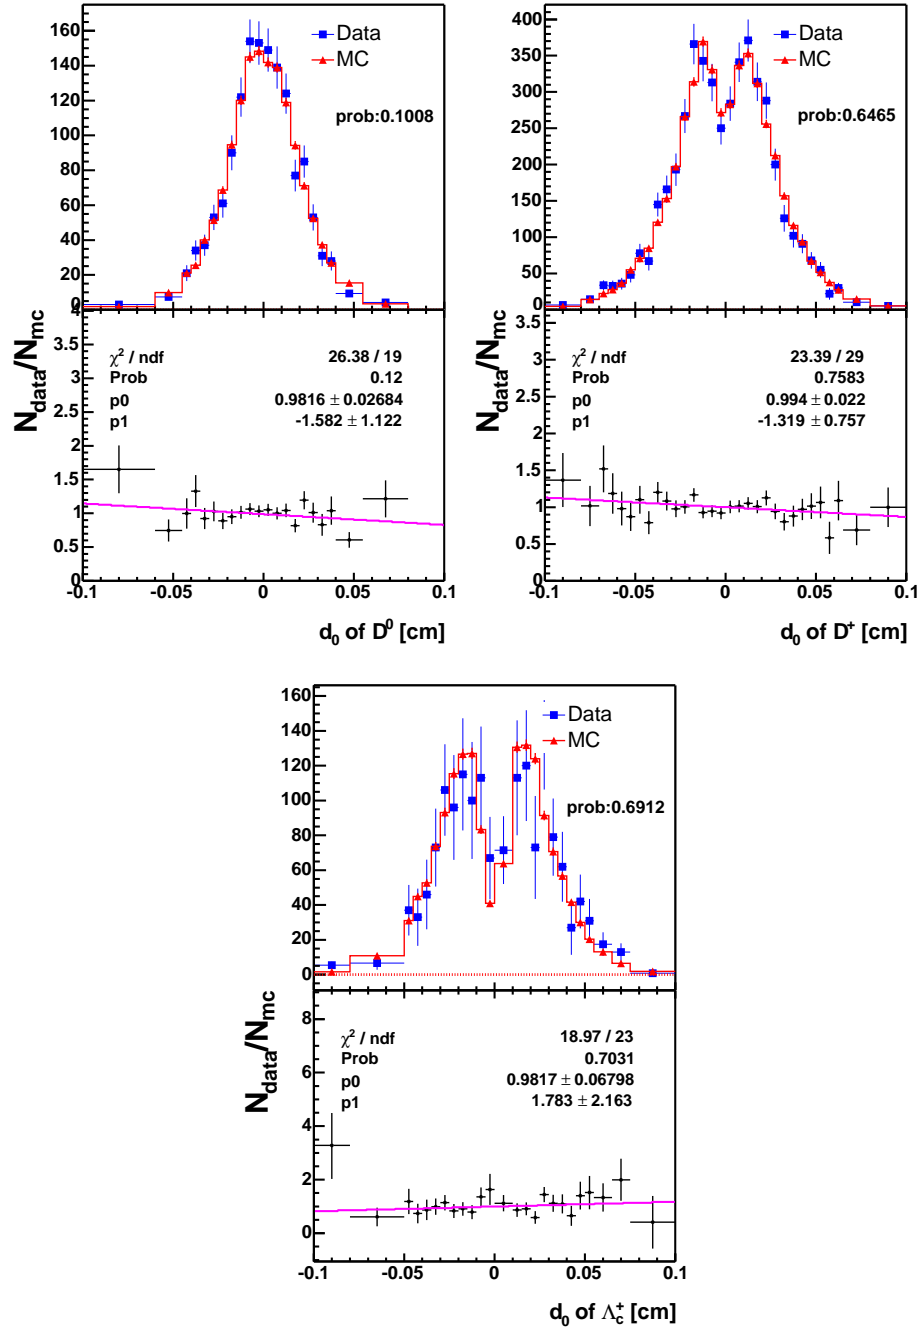 160
140
120
100
80
60
40
20
0
Data
MC
prob:0.1008
N_data/N_mc
4
3.5
3
2.5
2
1.5
1
0.5
0
χ² / ndf 26.38 / 19
Prob 0.12
p0 0.9816 ± 0.02684
p1 -1.582 ± 1.122
-0.1 -0.05 0 0.05 0.1
d₀ of D⁰ [cm]
400
350
300
250
200
150
100
50
0
Data
MC
prob:0.6465
N_data/N_mc
3.5
3
2.5
2
1.5
1
0.5
0
χ² / ndf 23.39 / 29
Prob 0.7583
p0 0.994 ± 0.022
p1 -1.319 ± 0.757
-0.1 -0.05 0 0.05 0.1
d₀ of D⁺ [cm]
160
140
120
100
80
60
40
20
0
Data
MC
prob:0.6912
N_data/N_mc
8
6
4
2
0
χ² / ndf 18.97 / 23
Prob 0.7031
p0 0.9817 ± 0.06798
p1 1.783 ± 2.163
-0.1 -0.05 0 0.05 0.1
d₀ of Λ_c⁺ [cm]